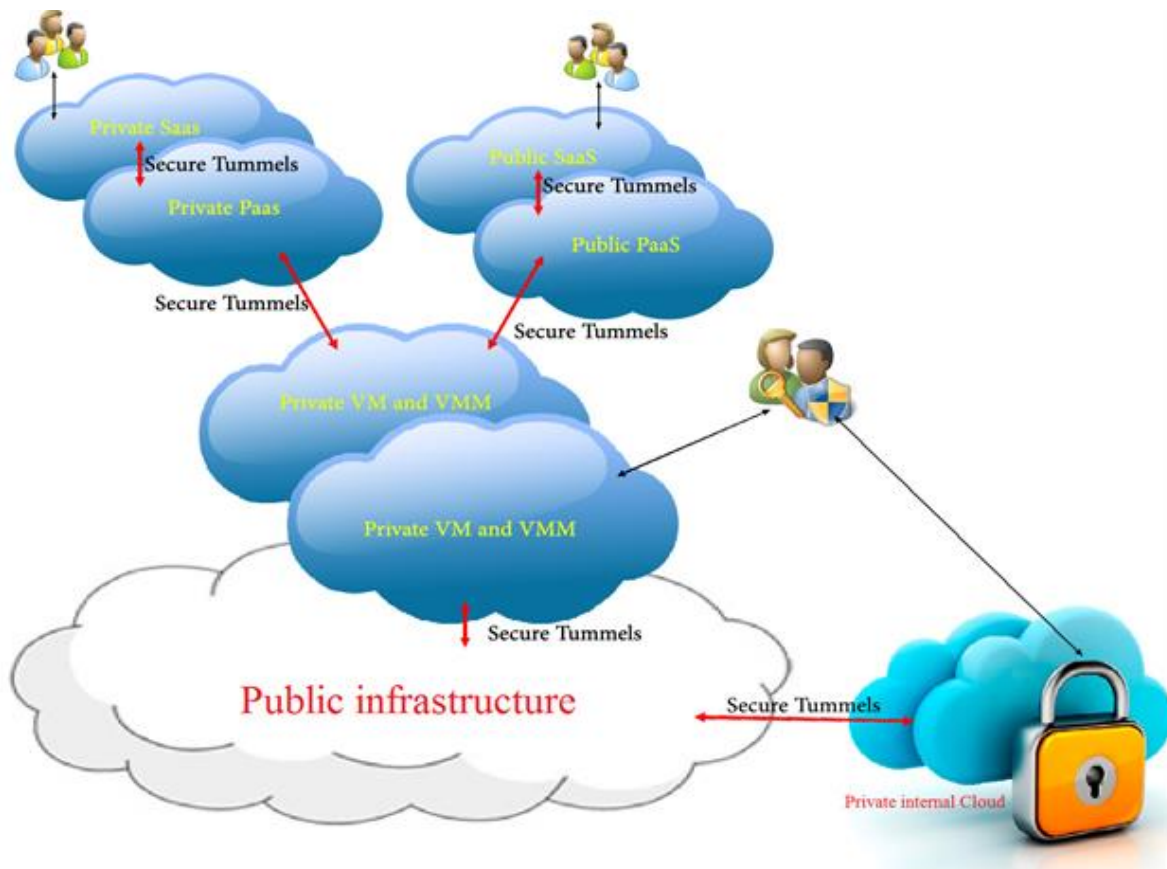 Private Saas
Secure Tummels
Private Paas
Public SaaS
Secure Tummels
Public PaaS
Secure Tummels
Secure Tummels
Private VM and VMM
Private VM and VMM
Secure Tummels
Public infrastructure
Secure Tummels
Private internal Cloud